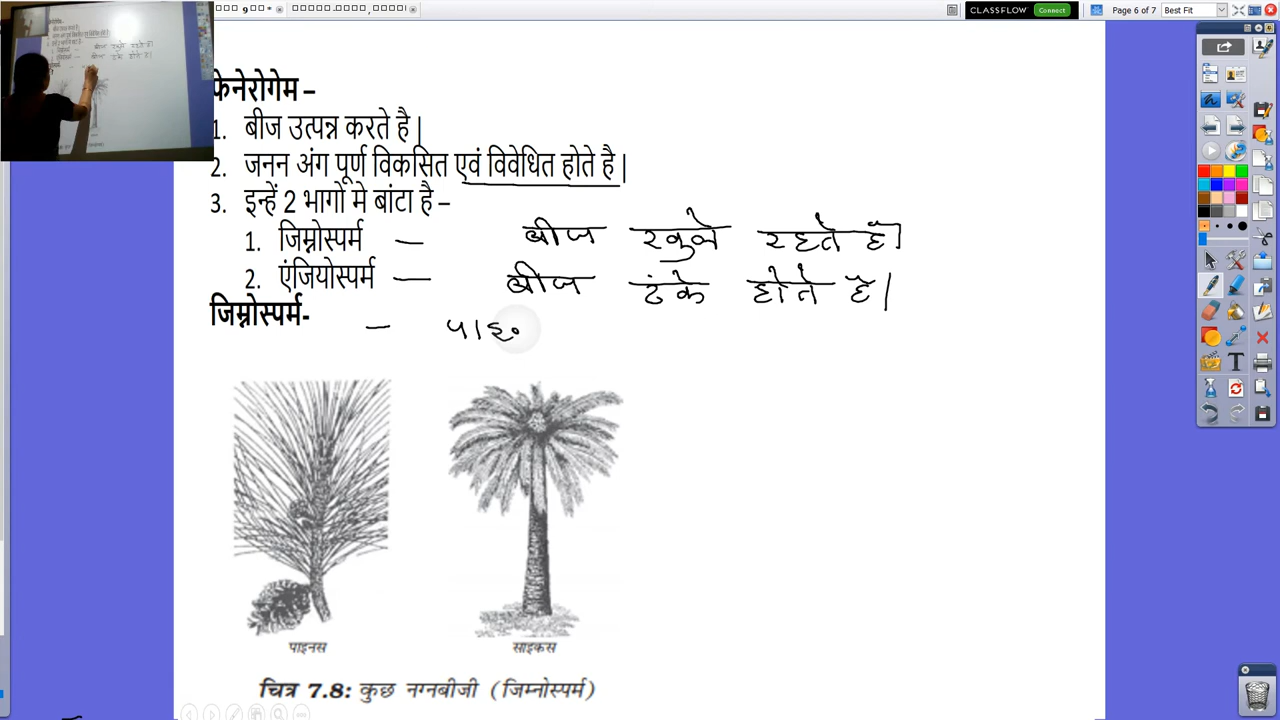 CLASSFLOW Connect Page 6 of 7 Best Fit
फेनेरोगेम –
1. बीज उत्पन्न करते है |
2. जनन अंग पूर्ण विकसित एवं विवेधित होते है |
3. इन्हें 2 भागो मे बांटा है –
1. जिम्नोस्पर्म — बीज खुले रहते हैं।
2. एंजियोस्पर्म — बीज ढंके होते है।
जिम्नोस्पर्म- – पाइ
पाइनस साइकस
चित्र 7.8: कुछ नग्नबीजी (जिम्नोस्पर्म)